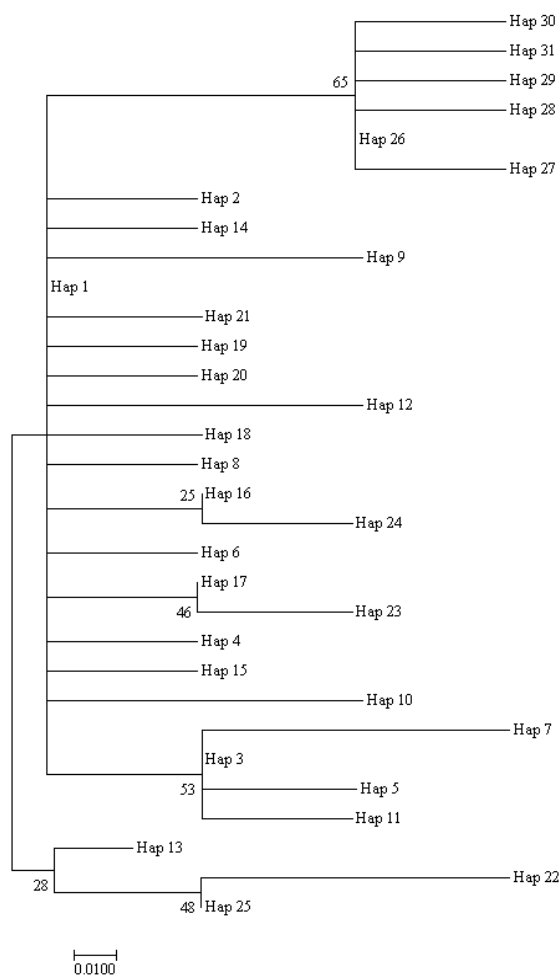 Hap 30
Hap 31
65
Hap 29
Hap 28
Hap 26
Hap 27
Hap 2
Hap 14
Hap 9
Hap 1
Hap 21
Hap 19
Hap 20
Hap 12
Hap 18
Hap 8
25
Hap 16
Hap 24
Hap 6
Hap 17
46
Hap 23
Hap 4
Hap 15
Hap 10
Hap 7
Hap 3
53
Hap 5
Hap 11
Hap 13
28
Hap 22
48
Hap 25
0.0100